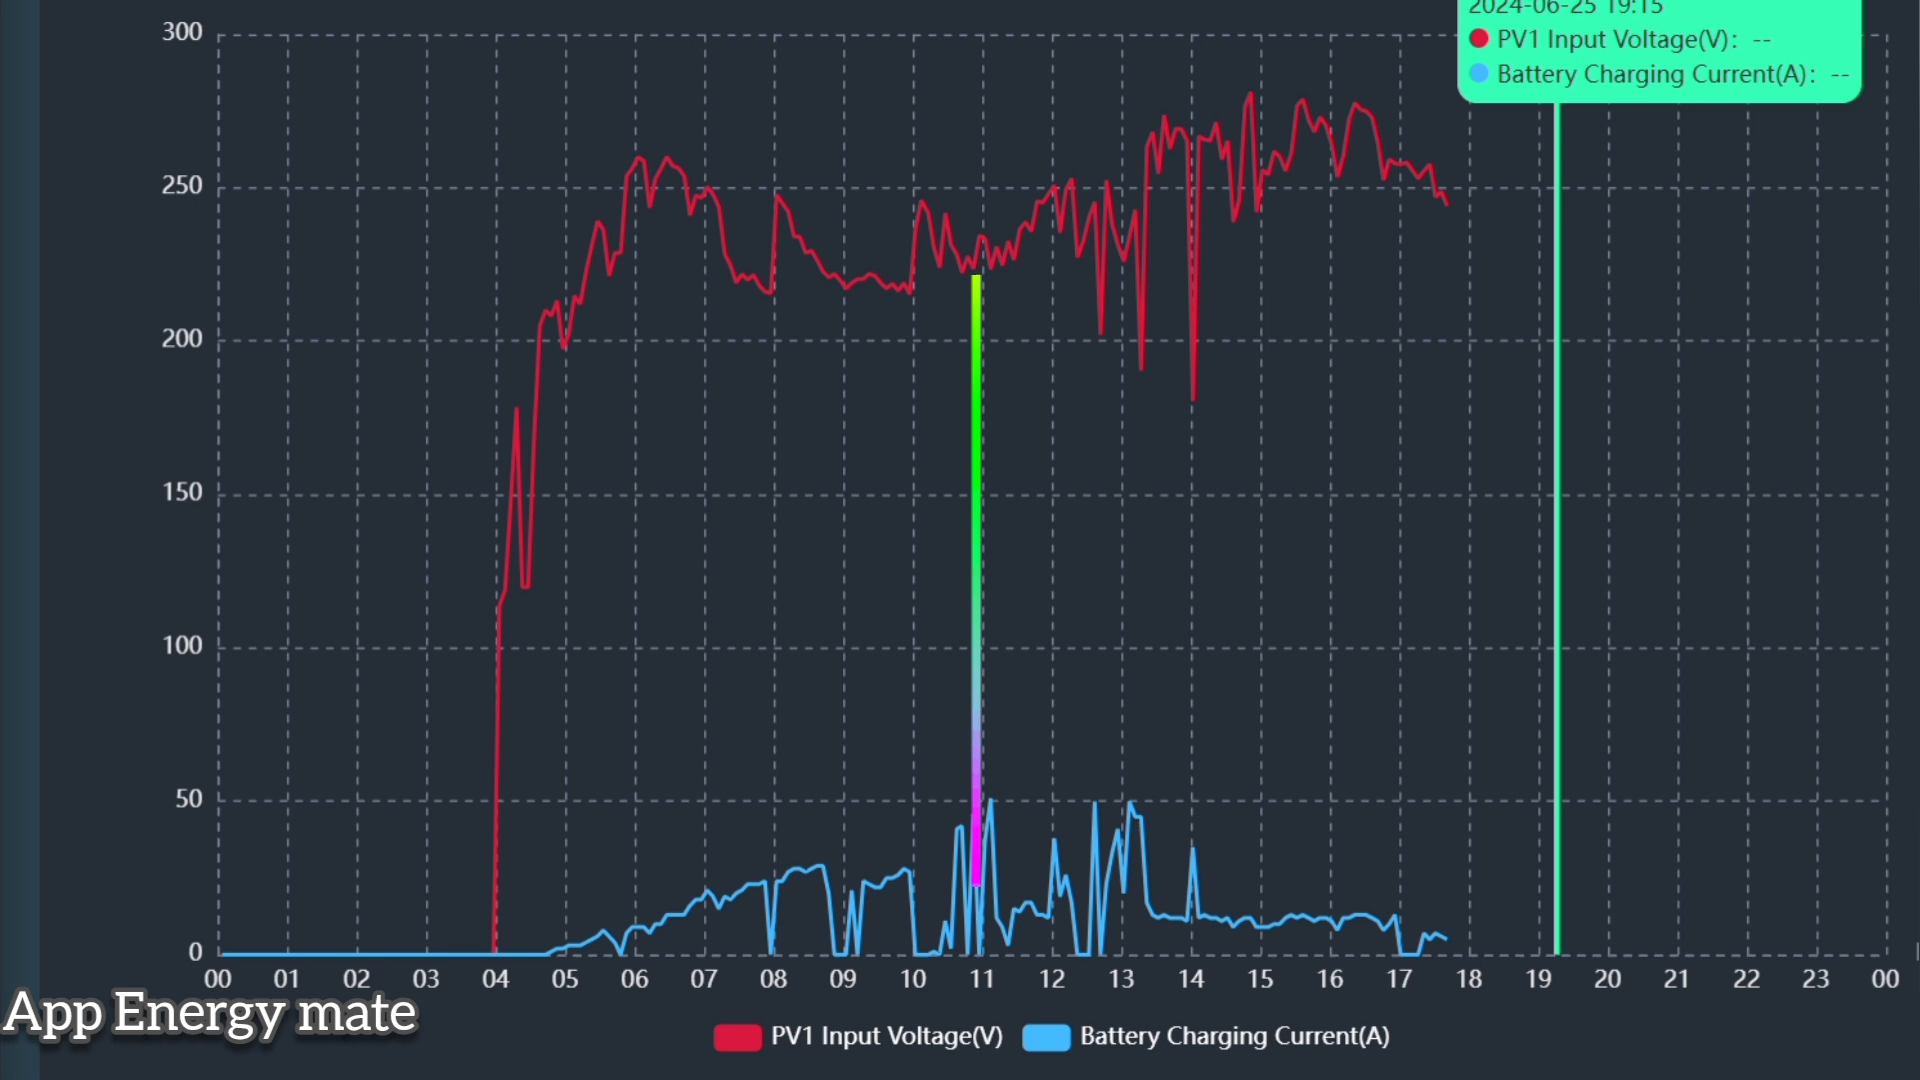 2024-06-25 19:15
PV1 Input Voltage(V): --
Battery Charging Current(A): --
300
250
200
150
100
50
0
00 01 02 03 04 05 06 07 08 09 10 11 12 13 14 15 16 17 18 19 20 21 22 23 00
App Energy mate
PV1 Input Voltage(V) Battery Charging Current(A)